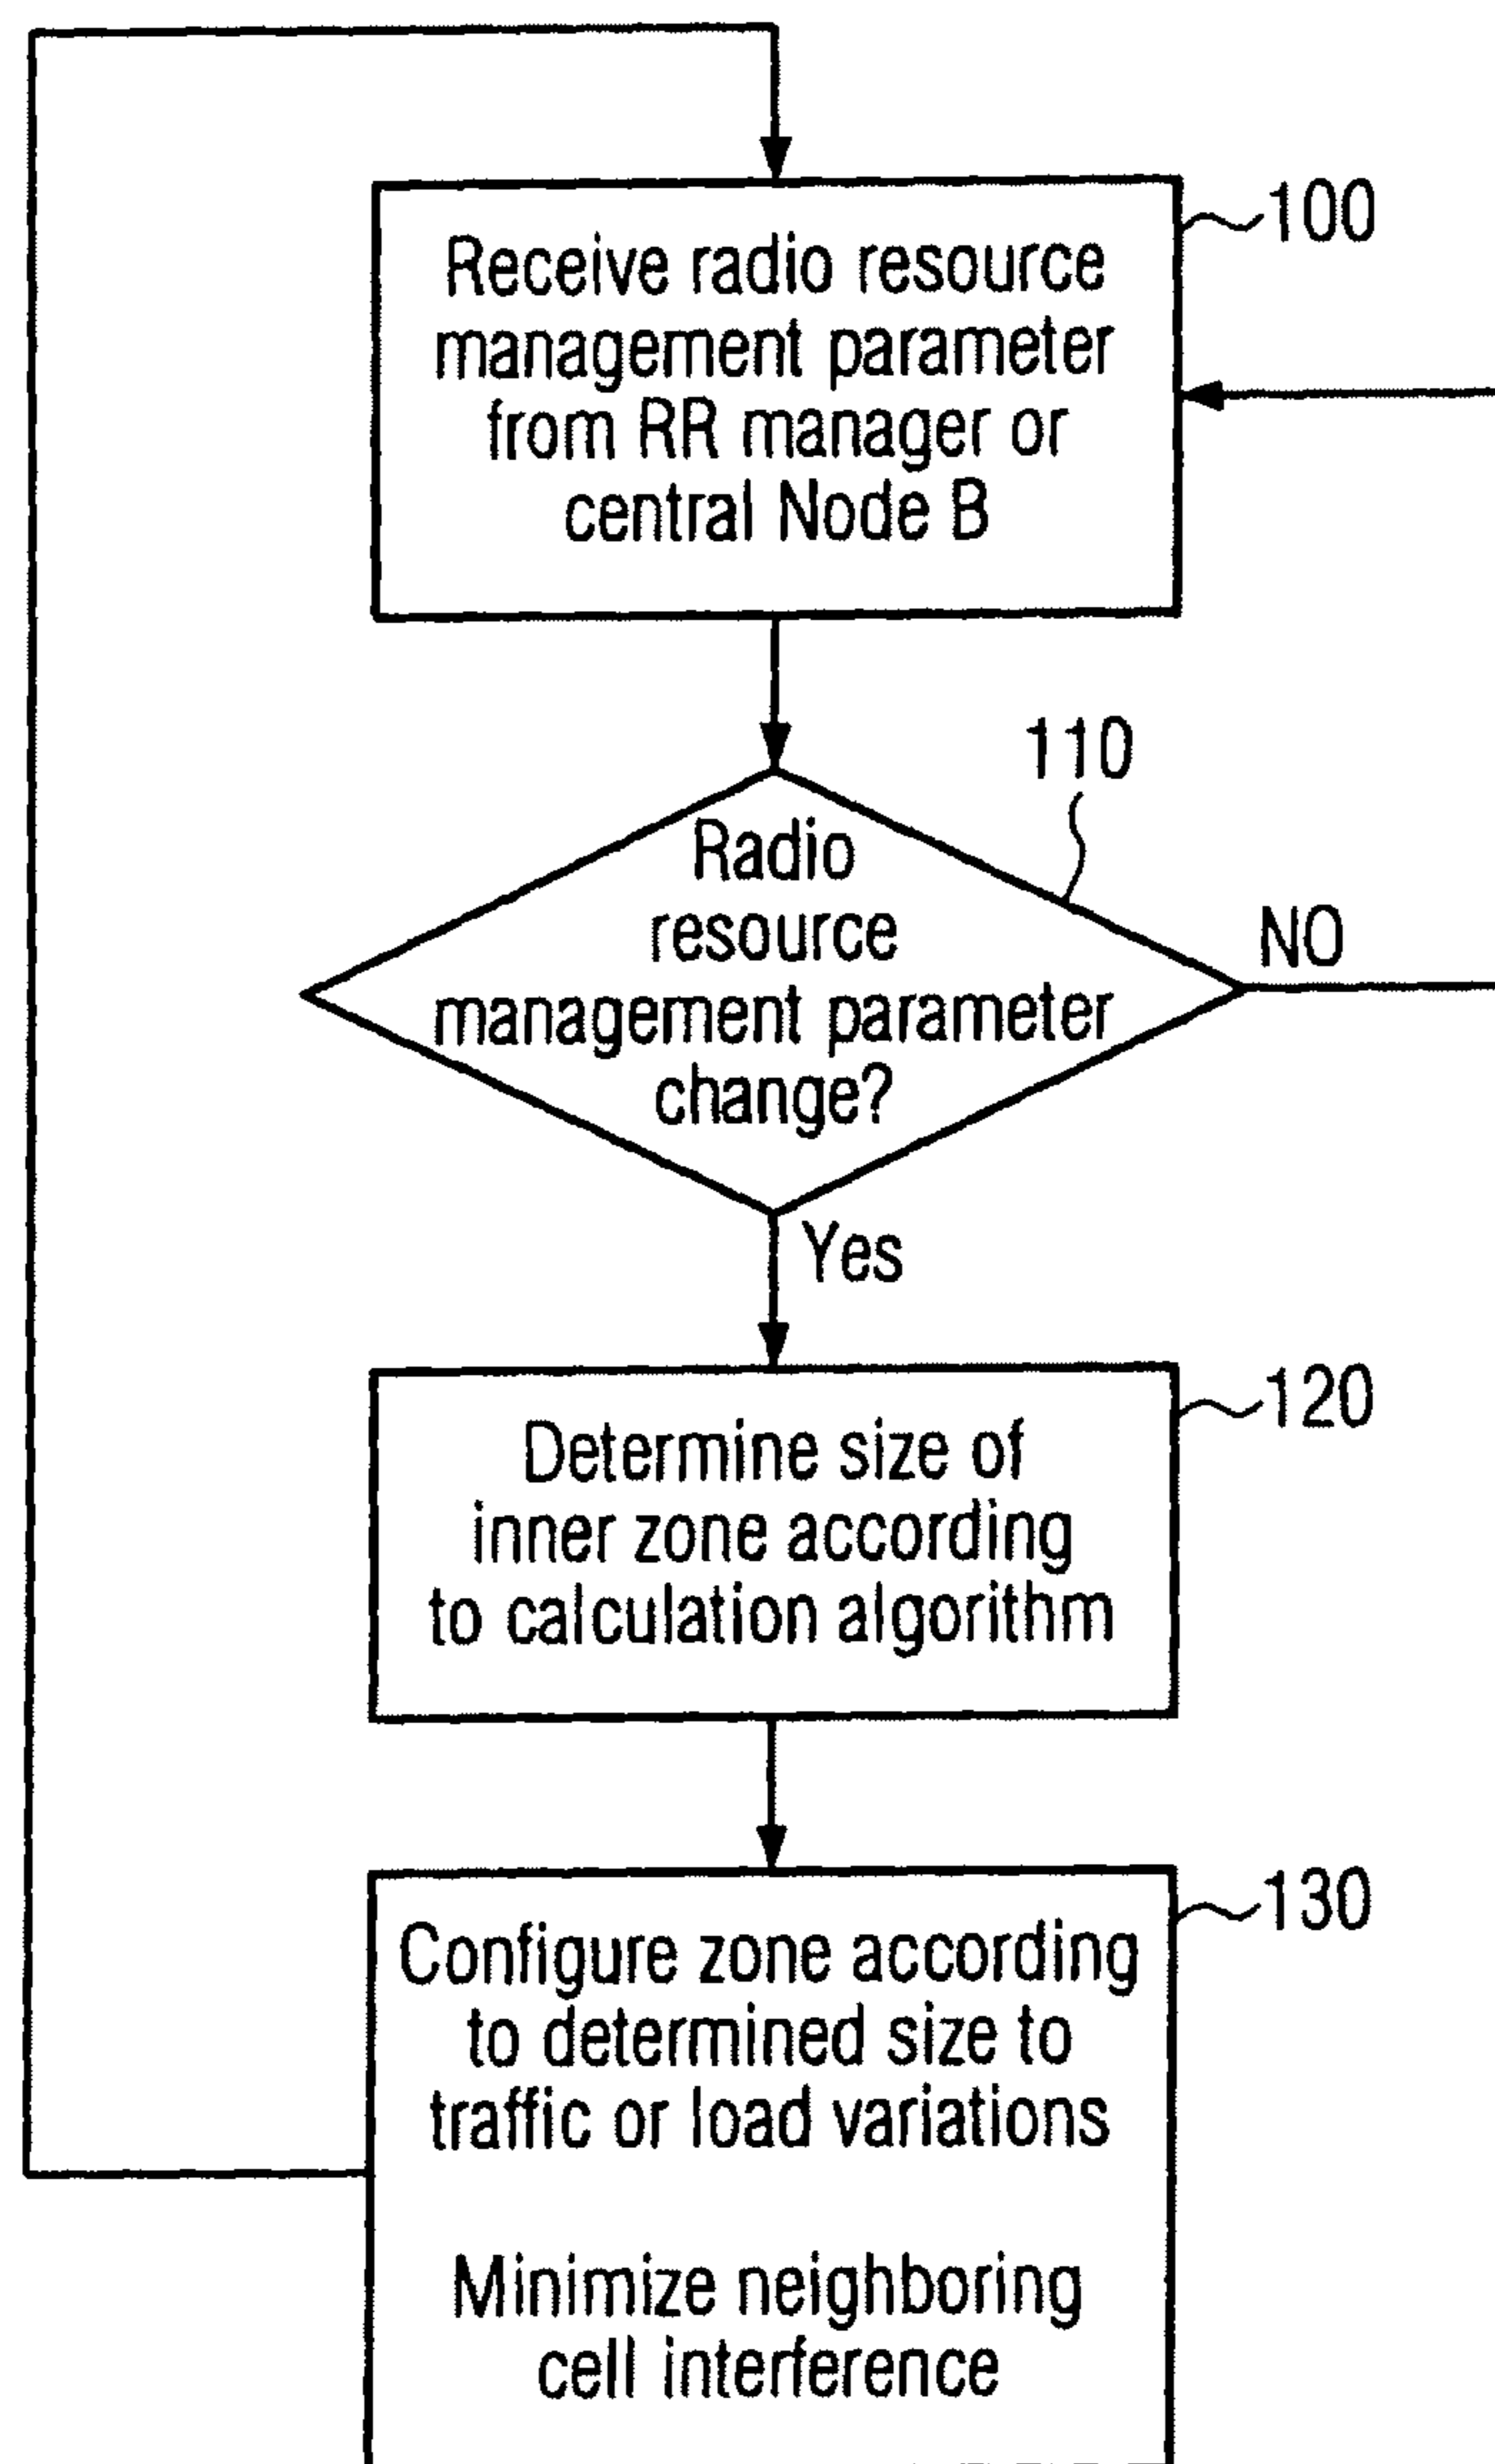 100
Receive radio resource
management parameter
from RR manager or
central Node B
110
Radio
resource
management parameter
change?
NO
Yes
120
Determine size of
inner zone according
to calculation algorithm
130
Configure zone according
to determined size to
traffic or load variations
Minimize neighboring
cell interference